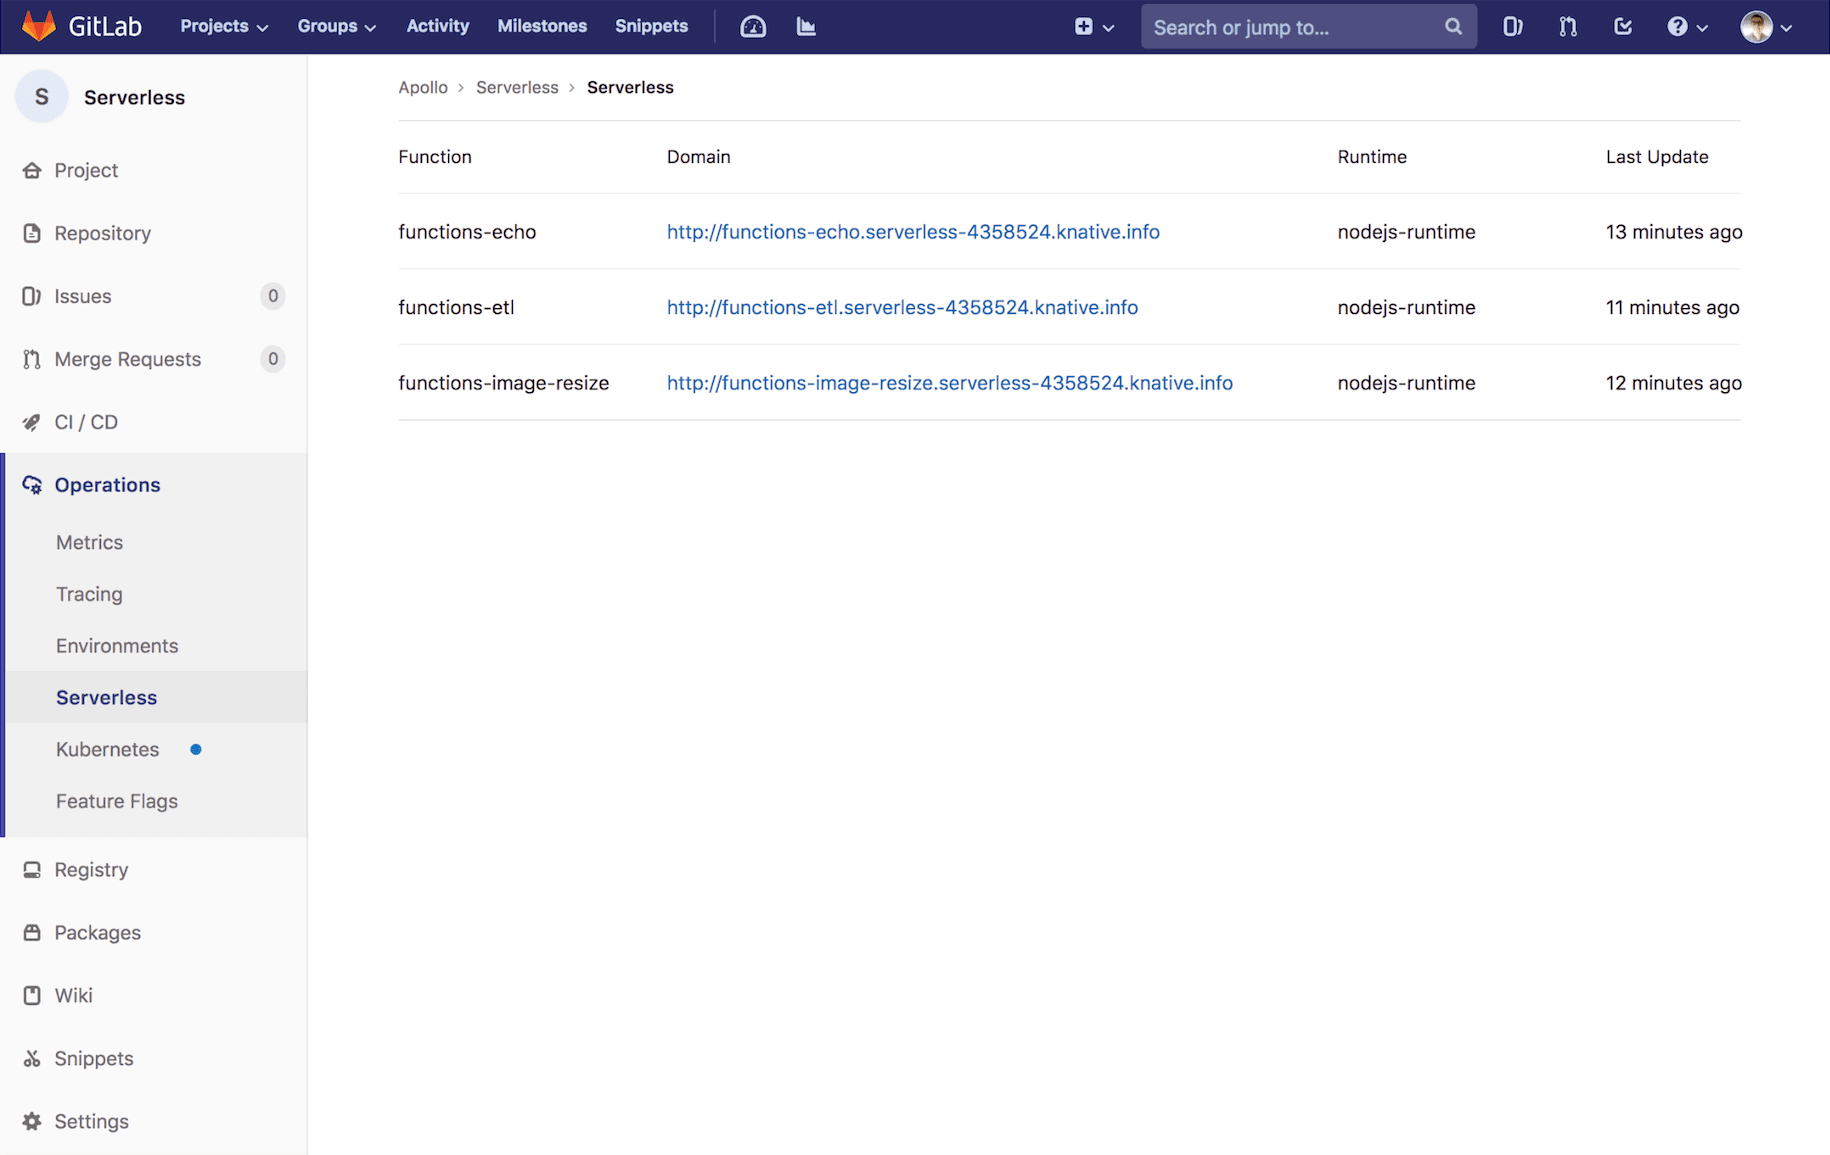 GitLab Projects Groups Activity Milestones Snippets Search or jump to...
S Serverless
Project
Repository
Issues 0
Merge Requests 0
CI / CD
Operations
Metrics
Tracing
Environments
Serverless
Kubernetes
Feature Flags
Registry
Packages
Wiki
Snippets
Settings
Apollo > Serverless > Serverless
Function Domain Runtime Last Update
functions-echo http://functions-echo.serverless-4358524.knative.info nodejs-runtime 13 minutes ago
functions-etl http://functions-etl.serverless-4358524.knative.info nodejs-runtime 11 minutes ago
functions-image-resize http://functions-image-resize.serverless-4358524.knative.info nodejs-runtime 12 minutes ago